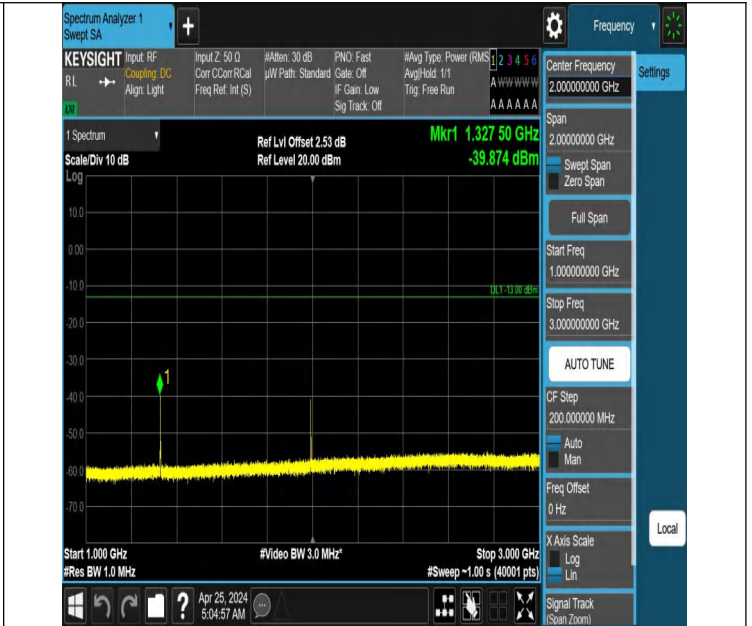 Spectrum Analyzer 1
Swept SA
+
Frequency
KEYSIGHT
RL
Input: RF
Coupling: DC
Align: Light
Input Z: 50 Ω
Corr CCorr RCal
Freq Ref: Int (S)
#Atten: 30 dB
µW Path: Standard
PNO: Fast
Gate: Off
IF Gain: Low
Sig Track: Off
#Avg Type: Power (RMS
Avg|Hold: 1/1
Trig: Free Run
1 2 3 4 5 6
A W W W W W
A A A A A A
1 Spectrum
Scale/Div 10 dB
Log
Ref Lvl Offset 2.53 dB
Ref Level 20.00 dBm
Mkr1 1.327 50 GHz
-39.874 dBm
10.0
0.00
-10.0
DL1 -13.00 dBm
-20.0
-30.0
1
-40.0
-50.0
-60.0
-70.0
Start 1.000 GHz
#Res BW 1.0 MHz
#Video BW 3.0 MHz*
Stop 3.000 GHz
#Sweep ~1.00 s (40001 pts)
?
Apr 25, 2024
5:04:57 AM
Center Frequency
2.000000000 GHz
Settings
Span
2.00000000 GHz
Swept Span
Zero Span
Full Span
Start Freq
1.000000000 GHz
Stop Freq
3.000000000 GHz
AUTO TUNE
CF Step
200.000000 MHz
Auto
Man
Freq Offset
0 Hz
X Axis Scale
Log
Lin
Local
Signal Track
(Span Zoom)